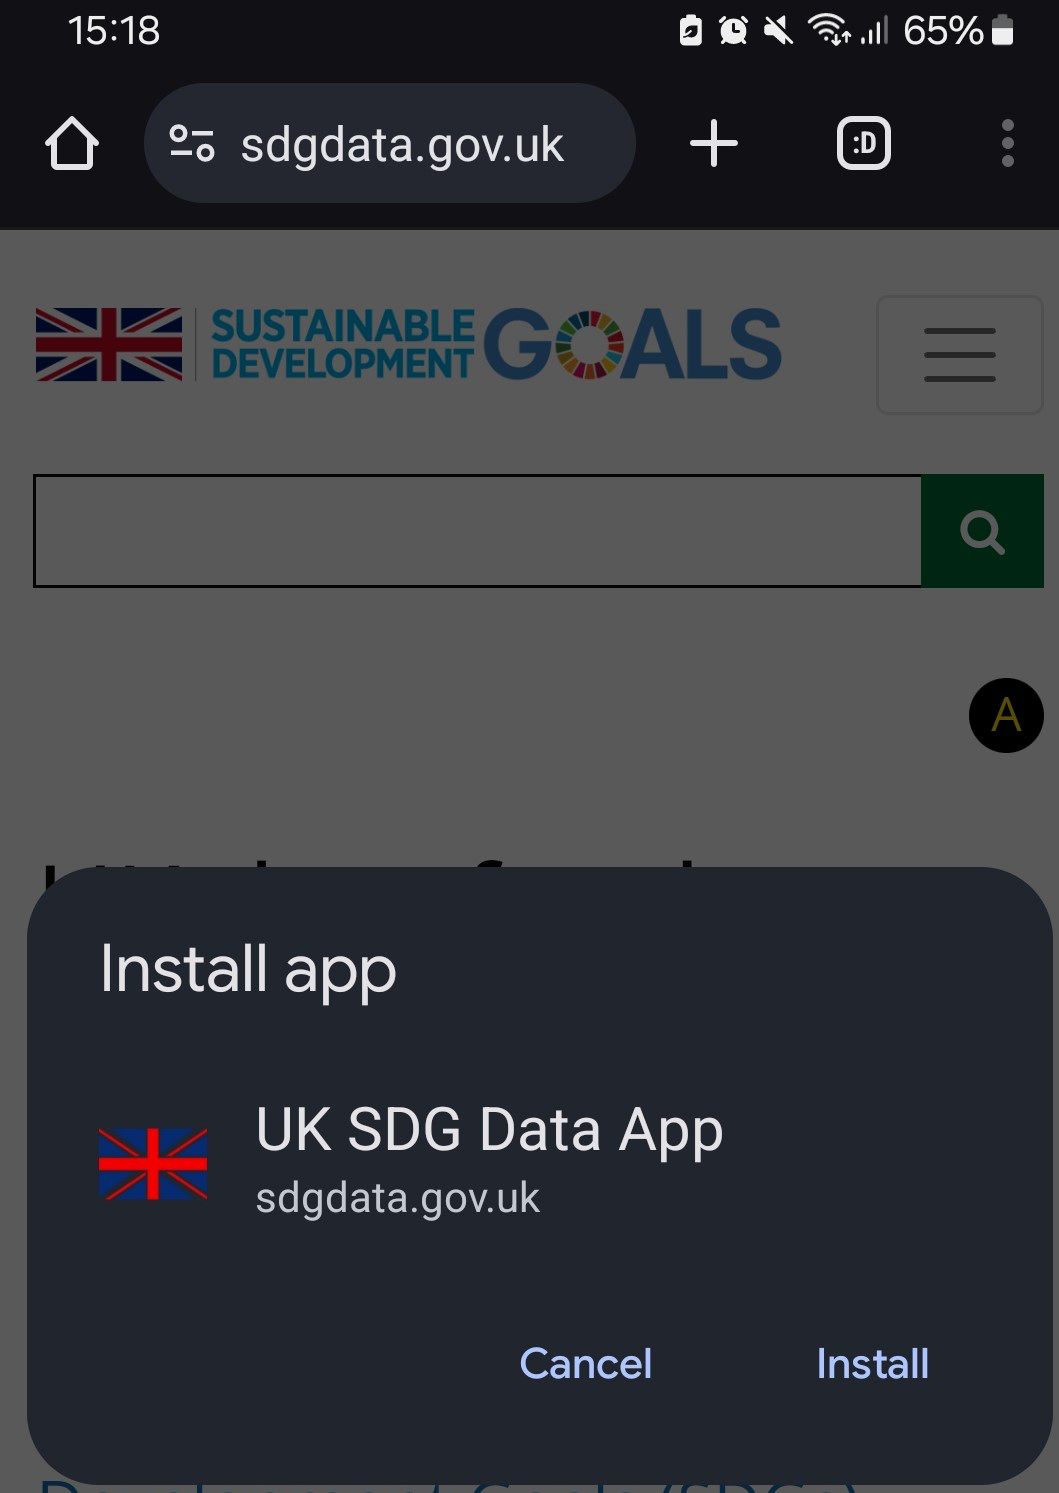 15:18 65%
sdgdata.gov.uk :D
SUSTAINABLE
DEVELOPMENT GOALS
A
Install app
UK SDG Data App
sdgdata.gov.uk
Cancel Install